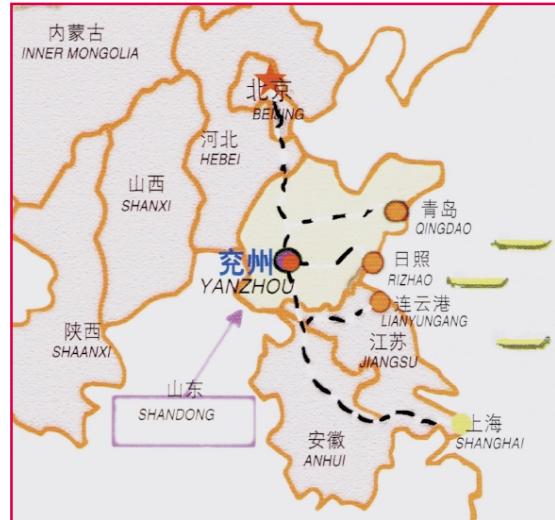 内蒙古
INNER MONGOLIA
北京
BEIJING
河北
HEBEI
山西
SHANXI
青岛
QINGDAO
兖州
YANZHOU
日照
RIZHAO
连云港
LIANYUNGANG
陕西
SHAANXI
江苏
JIANGSU
山东
SHANDONG
上海
SHANGHAI
安徽
ANHUI